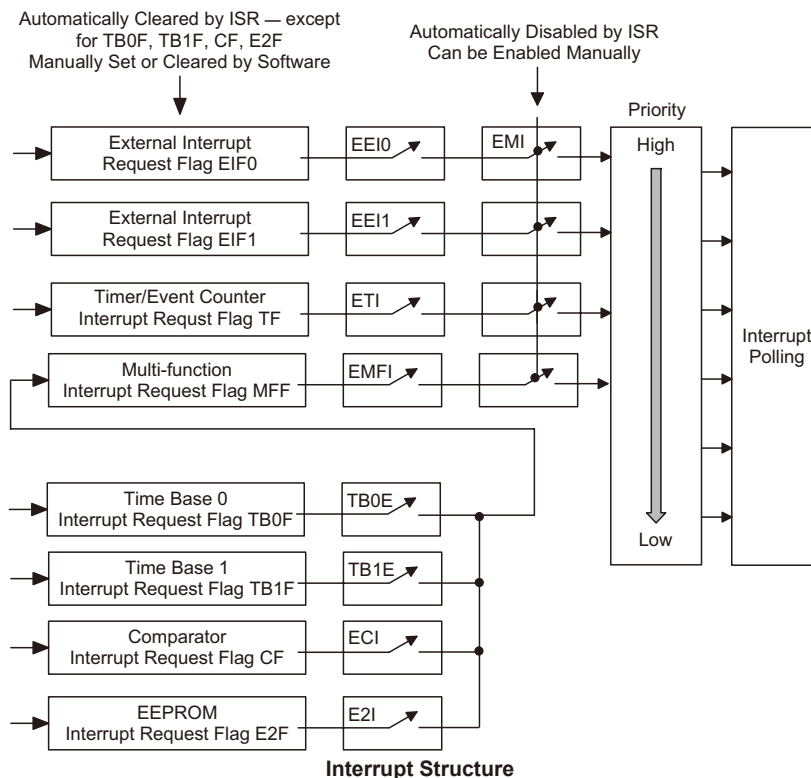 Automatically Cleared by ISR — except
for TB0F, TB1F, CF, E2F
Manually Set or Cleared by Software
Automatically Disabled by ISR
Can be Enabled Manually
Priority
External Interrupt
Request Flag EIF0
EEI0
EMI
High
External Interrupt
Request Flag EIF1
EEI1
Timer/Event Counter
Interrupt Requst Flag TF
ETI
Interrupt
Polling
Multi-function
Interrupt Request Flag MFF
EMFI
Time Base 0
Interrupt Request Flag TB0F
TB0E
Low
Time Base 1
Interrupt Request Flag TB1F
TB1E
Comparator
Interrupt Request Flag CF
ECI
EEPROM
Interrupt Request Flag E2F
E2I
Interrupt Structure